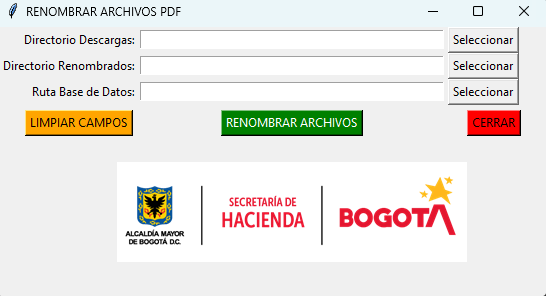 RENOMBRAR ARCHIVOS PDF
Directorio Descargas: Seleccionar
Directorio Renombrados: Seleccionar
Ruta Base de Datos: Seleccionar
LIMPIAR CAMPOS RENOMBRAR ARCHIVOS CERRAR
ALCALDÍA MAYOR
DE BOGOTÁ D.C.
SECRETARÍA DE
HACIENDA
BOGOTÁ